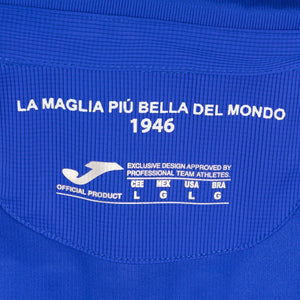 LA MAGLIA PIÚ BELLA DEL MONDO
1946
EXCLUSIVE DESIGN APPROVED BY
PROFESSIONAL TEAM ATHLETES.
OFFICIAL PRODUCT
CEE MEX USA BRA
L G L G